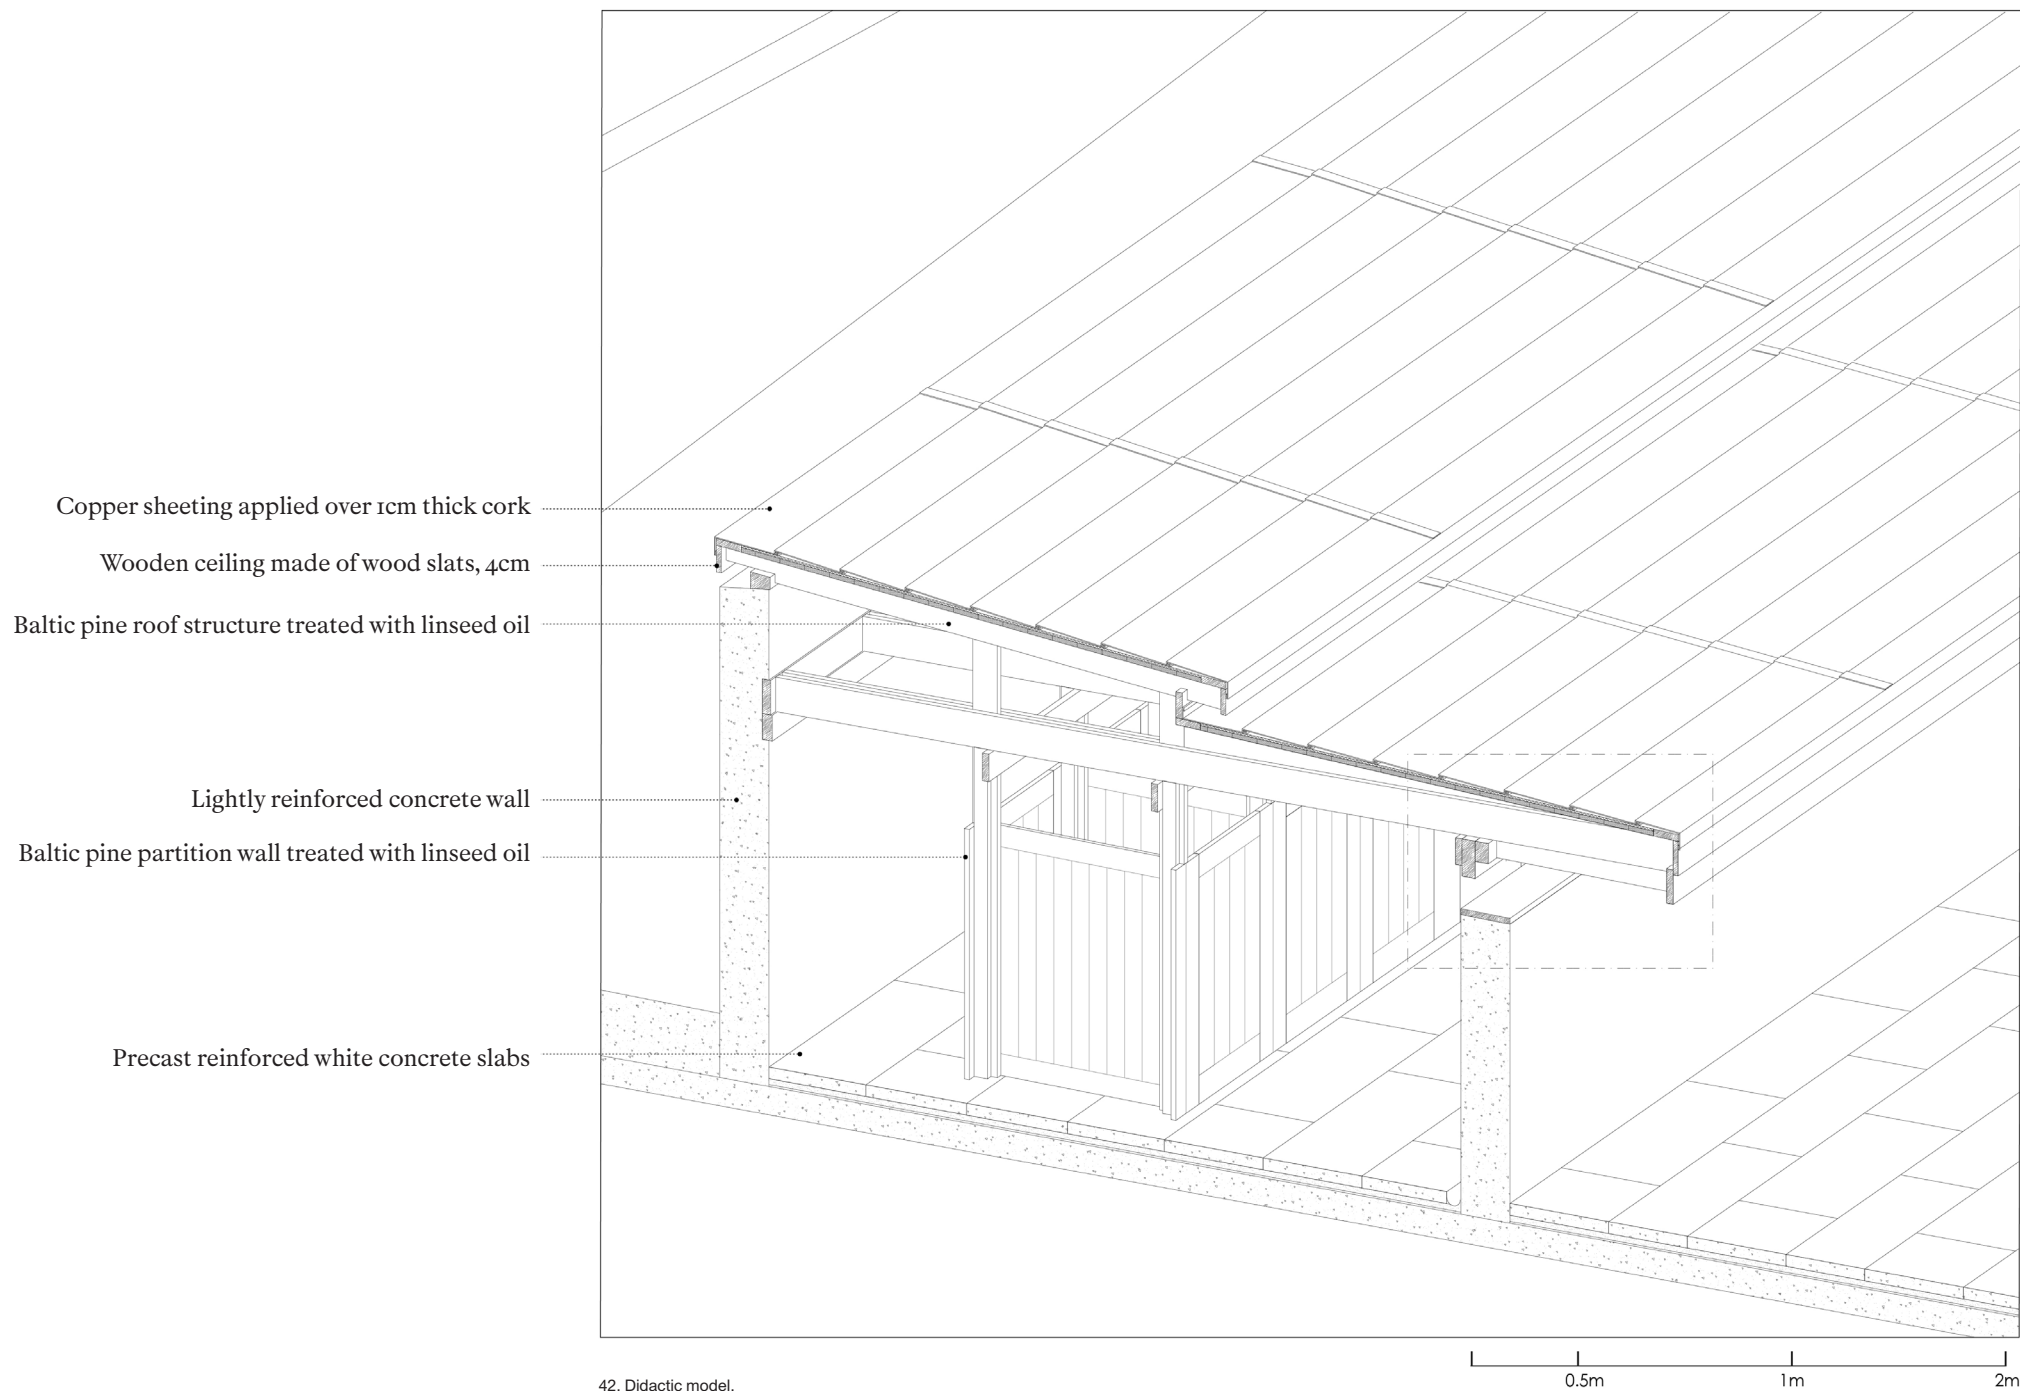 Copper sheeting applied over 1cm thick cork
Wooden ceiling made of wood slats, 4cm
Baltic pine roof structure treated with linseed oil
Lightly reinforced concrete wall
Baltic pine partition wall treated with linseed oil
Precast reinforced white concrete slabs
0.5m 1m 2m
42. Didactic model.